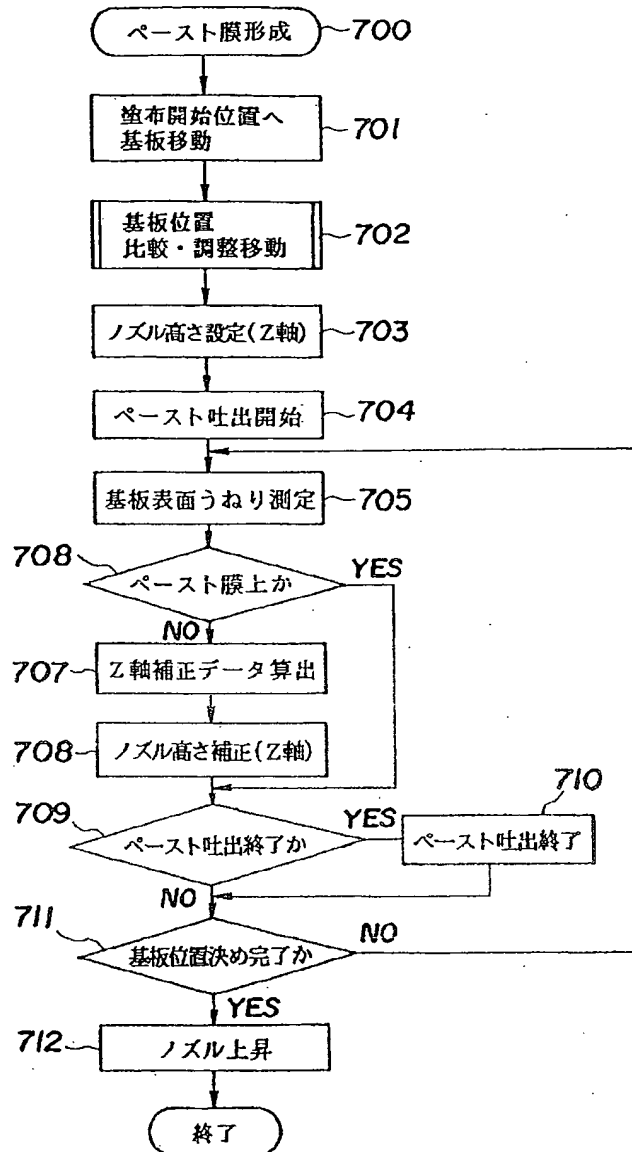 ペースト膜形成
700
塗布開始位置へ
基板移動
701
基板位置
比較・調整移動
702
ノズル高さ設定(Z軸)
703
ペースト吐出開始
704
基板表面うねり測定
705
708
ペースト膜上か
YES
NO
707
Z軸補正データ算出
708
ノズル高さ補正(Z軸)
709
ペースト吐出終了か
YES
710
ペースト吐出終了
NO
711
基板位置決め完了か
NO
YES
712
ノズル上昇
終了